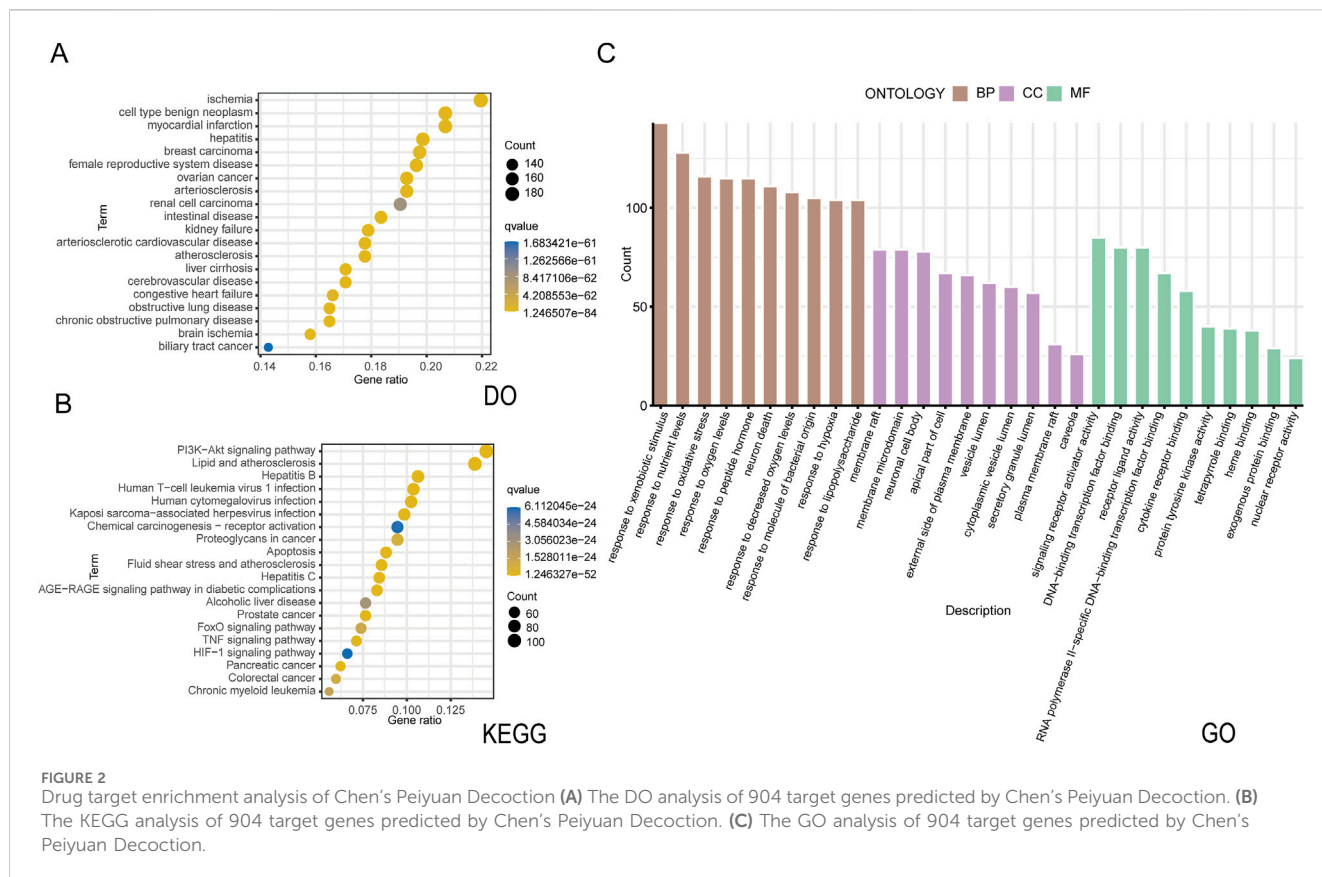 A
ischemia
cell type benign neoplasm
myocardial infarction
hepatitis
breast carcinoma
female reproductive system disease
ovarian cancer
arteriosclerosis
renal cell carcinoma
intestinal disease
kidney failure
arteriosclerotic cardiovascular disease
atherosclerosis
liver cirrhosis
cerebrovascular disease
congestive heart failure
obstructive lung disease
chronic obstructive pulmonary disease
brain ischemia
biliary tract cancer
Term
0.14 0.16 0.18 0.20 0.22
Gene ratio
Count
140
160
180
qvalue
1.683421e-61
1.262566e-61
8.417106e-62
4.208553e-62
1.246507e-84
DO
B
PI3K-Akt signaling pathway
Lipid and atherosclerosis
Hepatitis B
Human T-cell leukemia virus 1 infection
Human cytomegalovirus infection
Kaposi sarcoma-associated herpesvirus infection
Chemical carcinogenesis - receptor activation
Proteoglycans in cancer
Apoptosis
Fluid shear stress and atherosclerosis
Hepatitis C
AGE-RAGE signaling pathway in diabetic complications
Alcoholic liver disease
Prostate cancer
FoxO signaling pathway
TNF signaling pathway
HIF-1 signaling pathway
Pancreatic cancer
Colorectal cancer
Chronic myeloid leukemia
Term
0.075 0.100 0.125
Gene ratio
qvalue
6.112045e-24
4.584034e-24
3.056023e-24
1.528011e-24
1.246327e-52
Count
60
80
100
KEGG
C
ONTOLOGY BP CC MF
Count
100
50
0
response to xenobiotic stimulus
response to nutrient levels
response to oxidative stress
response to oxygen levels
response to peptide hormone
neuron death
response to decreased oxygen levels
response to molecule of bacterial origin
response to hypoxia
response to lipopolysaccharide
membrane raft
membrane microdomain
neuronal cell body
apical part of cell
external side of plasma membrane
vesicle lumen
cytoplasmic vesicle lumen
secretory granule lumen
plasma membrane raft
caveola
signaling receptor activator activity
DNA-binding transcription factor binding
receptor ligand activity
RNA polymerase II-specific DNA-binding transcription factor binding
cytokine receptor binding
protein tyrosine kinase activity
tetrapyrrole binding
heme binding
exogenous protein binding
nuclear receptor activity
Description
GO
FIGURE 2
Drug target enrichment analysis of Chen's Peiyuan Decoction (A) The DO analysis of 904 target genes predicted by Chen's Peiyuan Decoction. (B)
The KEGG analysis of 904 target genes predicted by Chen's Peiyuan Decoction. (C) The GO analysis of 904 target genes predicted by Chen's
Peiyuan Decoction.